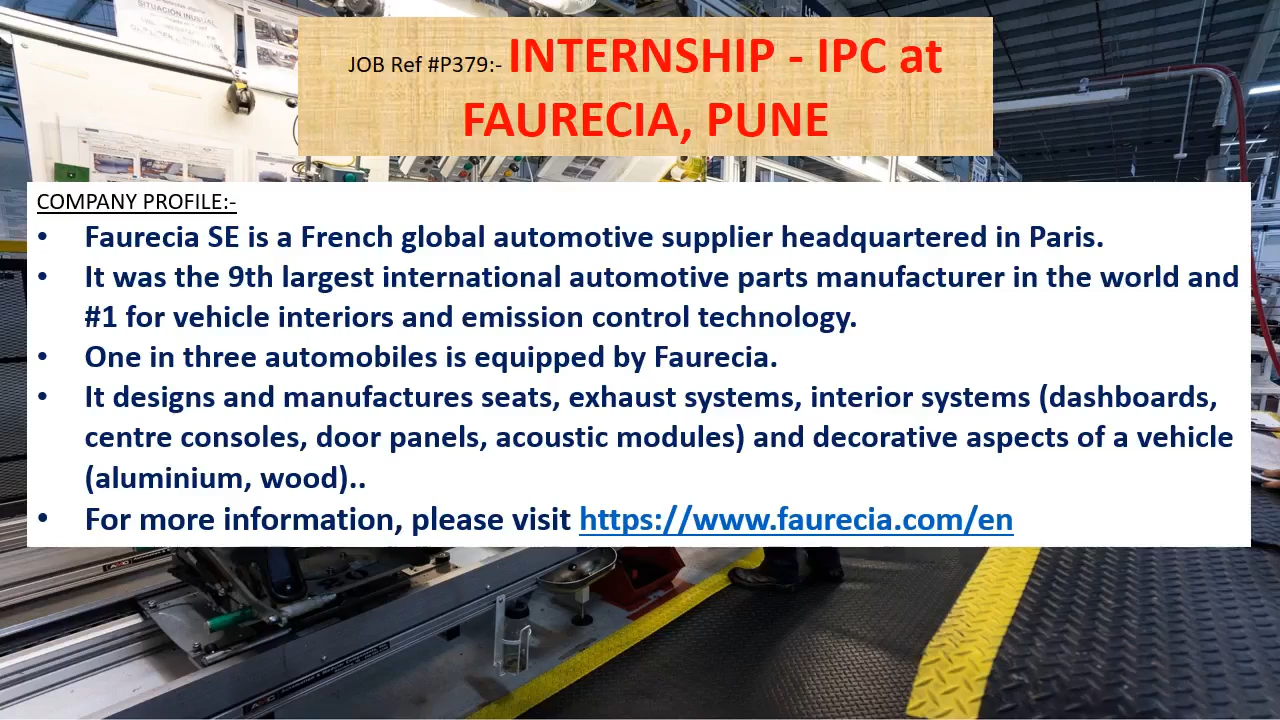 SITUACIÓN INUSUAL
JOB Ref #P379:- INTERNSHIP - IPC at
FAURECIA, PUNE
COMPANY PROFILE:-
• Faurecia SE is a French global automotive supplier headquartered in Paris.
• It was the 9th largest international automotive parts manufacturer in the world and
#1 for vehicle interiors and emission control technology.
• One in three automobiles is equipped by Faurecia.
• It designs and manufactures seats, exhaust systems, interior systems (dashboards,
centre consoles, door panels, acoustic modules) and decorative aspects of a vehicle
(aluminium, wood)..
• For more information, please visit https://www.faurecia.com/en